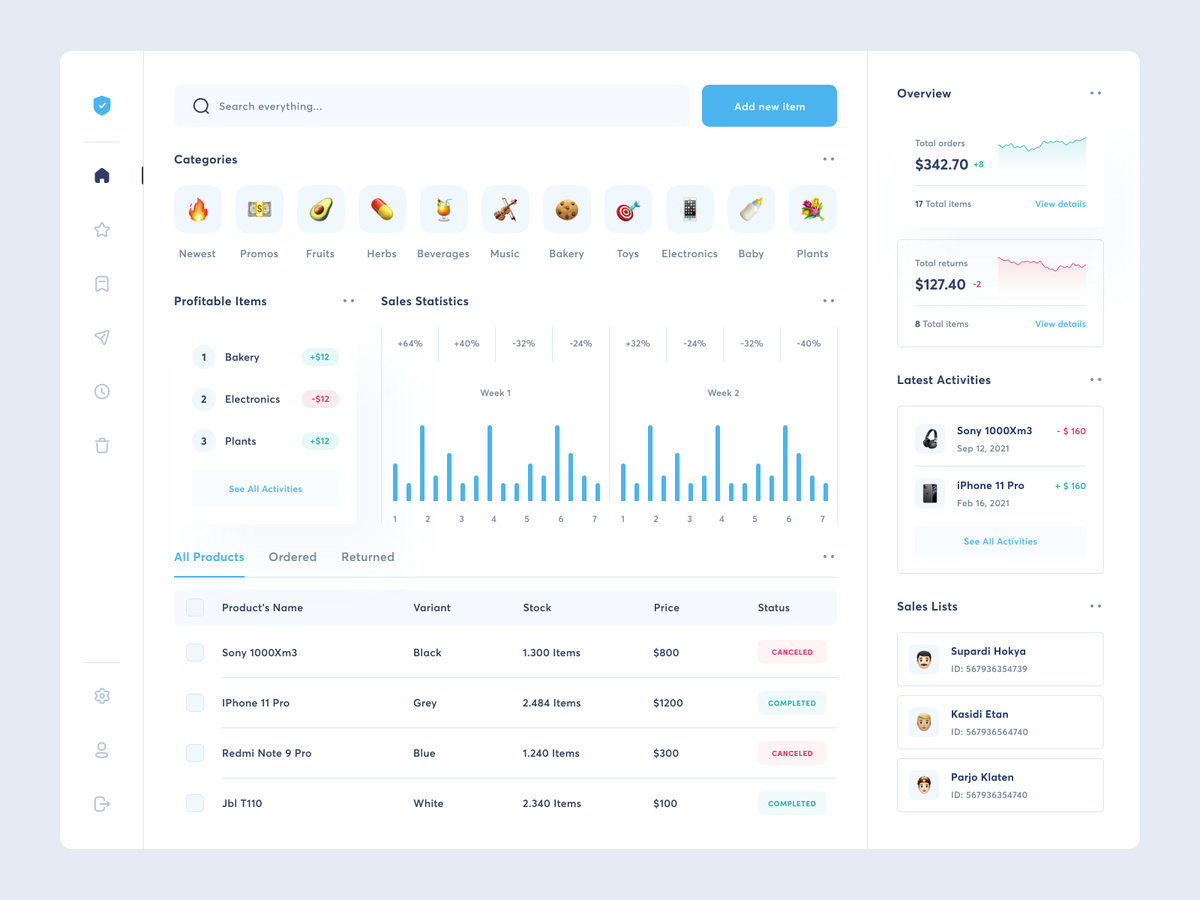 Search everything...
Add new item
Categories
Newest Promos Fruits Herbs Beverages Music Bakery Toys Electronics Baby Plants
Profitable Items
1 Bakery +$12
2 Electronics -$12
3 Plants +$12
See All Activities
Sales Statistics
+64% +40% -32% -24% +32% -24% -32% -40%
Week 1 Week 2
1 2 3 4 5 6 7 1 2 3 4 5 6 7
All Products Ordered Returned
Product's Name Variant Stock Price Status
Sony 1000Xm3 Black 1.300 Items $800 CANCELED
IPhone 11 Pro Grey 2.484 Items $1200 COMPLETED
Redmi Note 9 Pro Blue 1.240 Items $300 CANCELED
Jbl T110 White 2.340 Items $100 COMPLETED
Overview
Total orders
$342.70 +8
17 Total items View details
Total returns
$127.40 -2
8 Total items View details
Latest Activities
Sony 1000Xm3 - $ 160
Sep 12, 2021
iPhone 11 Pro + $ 160
Feb 16, 2021
See All Activities
Sales Lists
Supardi Hokya
ID: 567936354739
Kasidi Etan
ID: 567936564740
Parjo Klaten
ID: 567936354740